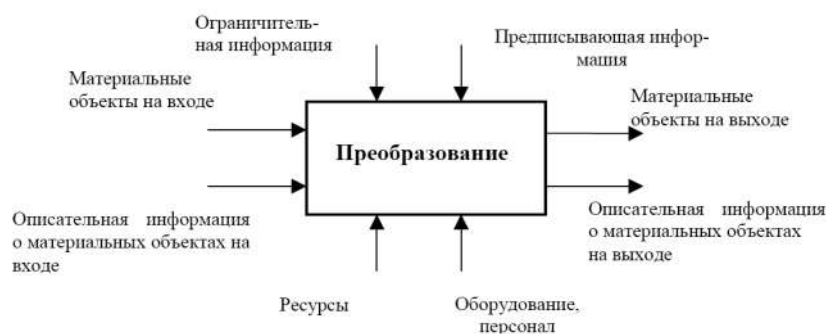 Ограничитель-
ная информация
Предписывающая инфор-
мация
Материальные
объекты на входе
Материальные
объекты на выходе
Преобразование
Описательная информация
о материальных объектах на
входе
Описательная информация
о материальных объектах
на выходе
Ресурсы
Оборудование,
персонал